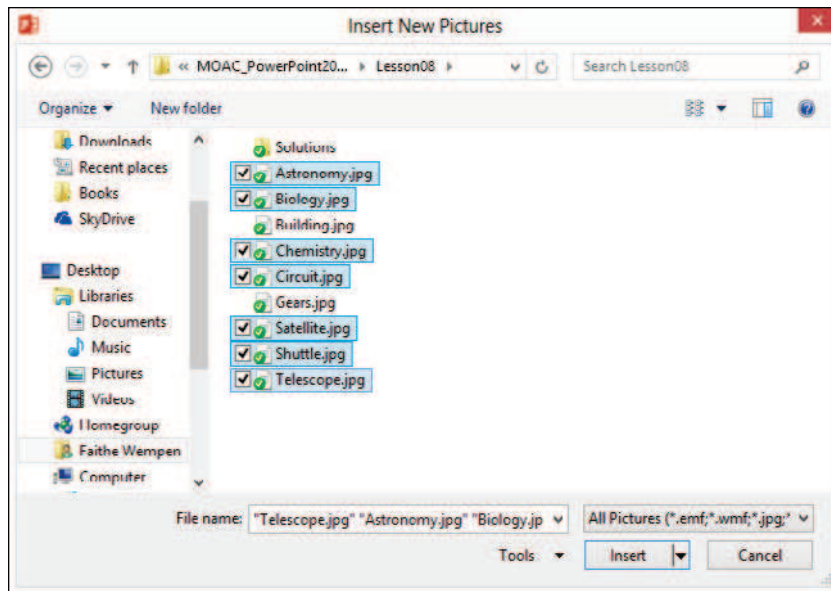 Insert New Pictures
« MOAC_PowerPoint20... Lesson08
Search Lesson08
Organize
New folder
Downloads
Recent places
Books
SkyDrive
Desktop
Libraries
Documents
Music
Pictures
Videos
Homegroup
Faithe Wempen
Computer
Solutions
Astronomy.jpg
Biology.jpg
Building.jpg
Chemistry.jpg
Circuit.jpg
Gears.jpg
Satellite.jpg
Shuttle.jpg
Telescope.jpg
File name: "Telescope.jpg" "Astronomy.jpg" "Biology.jp
All Pictures (*.emf;*.wmf;*.jpg;*
Tools
Insert
Cancel